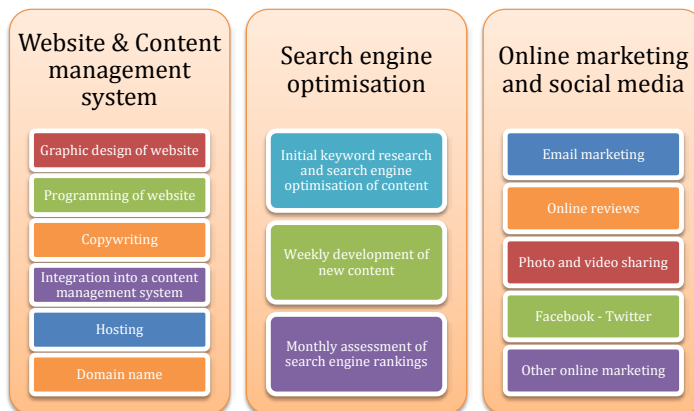 Website & Content
management
system
Graphic design of website
Programming of website
Copywriting
Integration into a content
management system
Hosting
Domain name
Search engine
optimisation
Initial keyword research
and search engine
optimisation of content
Weekly development of
new content
Monthly assessment of
search engine rankings
Online marketing
and social media
Email marketing
Online reviews
Photo and video sharing
Facebook - Twitter
Other online marketing